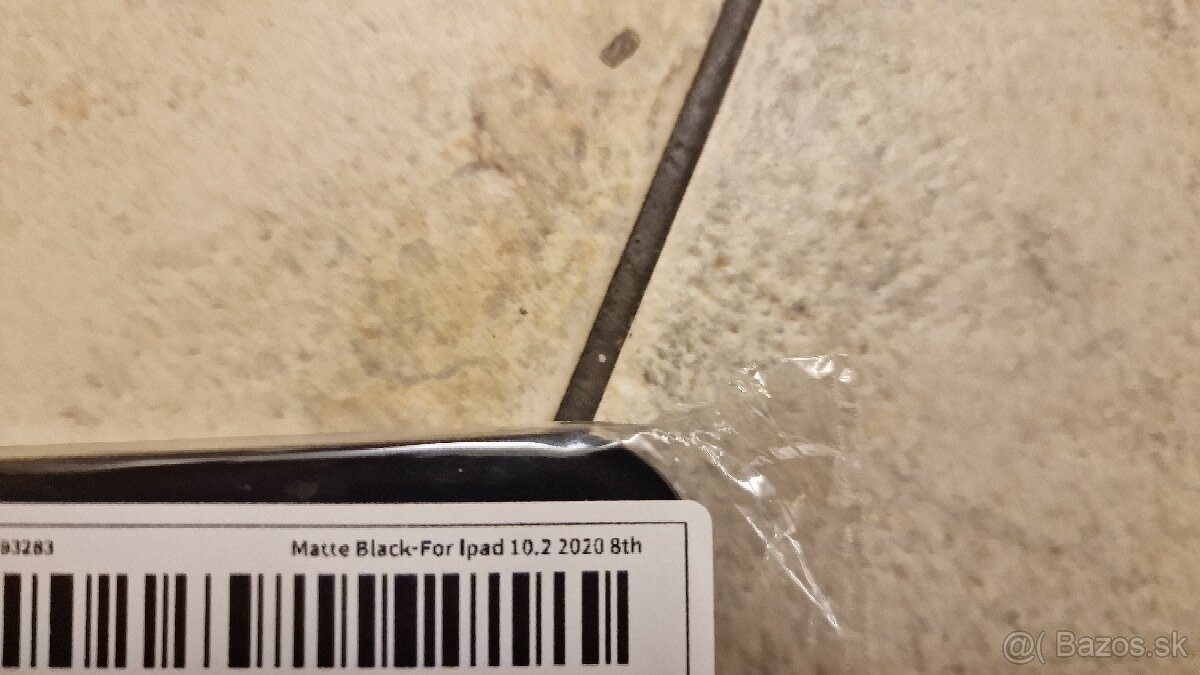 93283 Matte Black-For Ipad 10.2 2020 8th
@( Bazos.sk